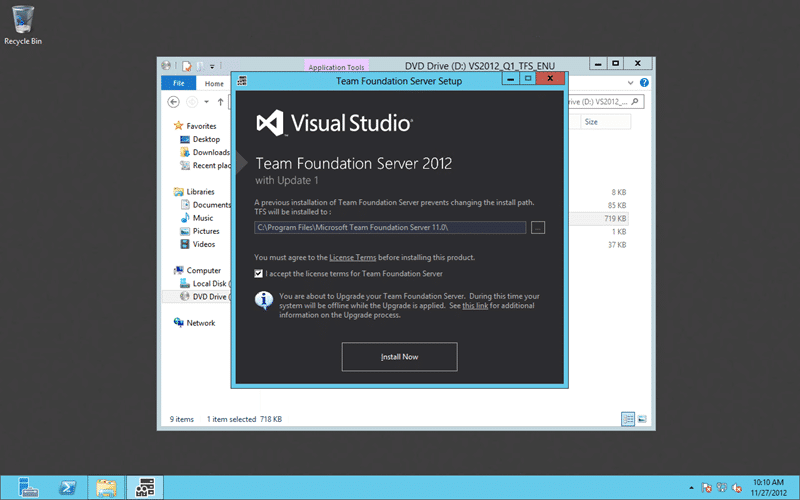 Recycle Bin
Application Tools
DVD Drive (D:) VS2012_Q1_TFS_ENU
File
Home
Team Foundation Server Setup
ive (D:) VS2012_...
Favorites
Desktop
Downloads
Recent plac
Libraries
Documents
Music
Pictures
Videos
Computer
Local Disk (
DVD Drive (
Network
Size
8 KB
85 KB
719 KB
1 KB
37 KB
Visual Studio
Team Foundation Server 2012
with Update 1
A previous installation of Team Foundation Server prevents changing the install path.
TFS will be installed to :
C:\Program Files\Microsoft Team Foundation Server 11.0\
...
You must agree to the License Terms before installing this product.
I accept the license terms for Team Foundation Server
You are about to Upgrade your Team Foundation Server. During this time your
system will be offline while the Upgrade is applied. See this link for additional
information on the Upgrade process.
Install Now
9 items 1 item selected 718 KB
10:10 AM
11/27/2012